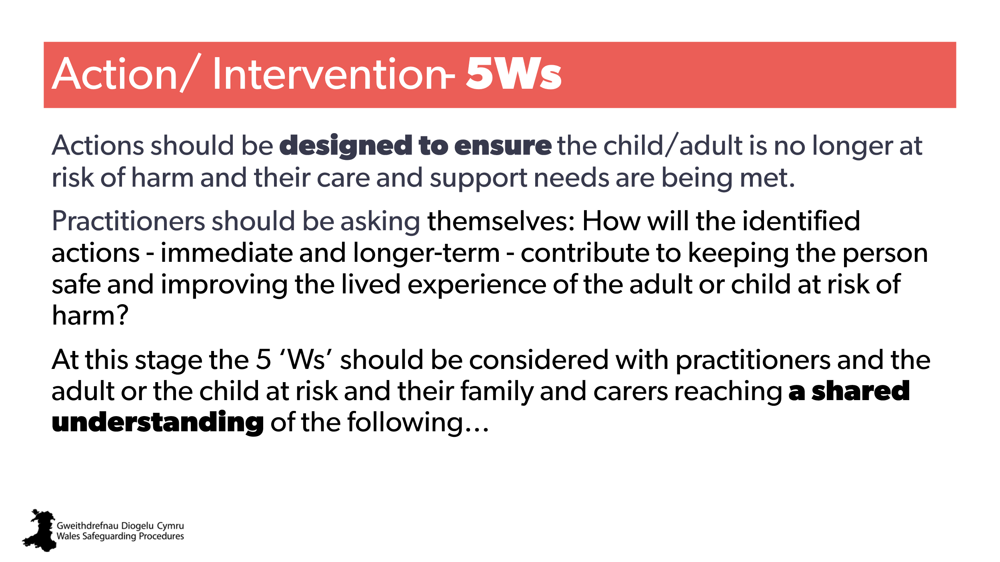 Action/ Intervention- 5Ws
Actions should be designed to ensure the child/adult is no longer at
risk of harm and their care and support needs are being met.
Practitioners should be asking themselves: How will the identified
actions - immediate and longer-term - contribute to keeping the person
safe and improving the lived experience of the adult or child at risk of
harm?
At this stage the 5 ‘Ws’ should be considered with practitioners and the
adult or the child at risk and their family and carers reaching a shared
understanding of the following...
Gweithdrefnau Diogelu Cymru
Wales Safeguarding Procedures